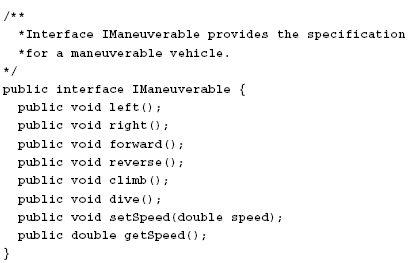 /**
  *Interface IManeuverable provides the specification
  *for a maneuverable vehicle.
*/
public interface IManeuverable {
  public void left();
  public void right();
  public void forward();
  public void reverse();
  public void climb();
  public void dive();
  public void setSpeed(double speed);
  public double getSpeed();
}